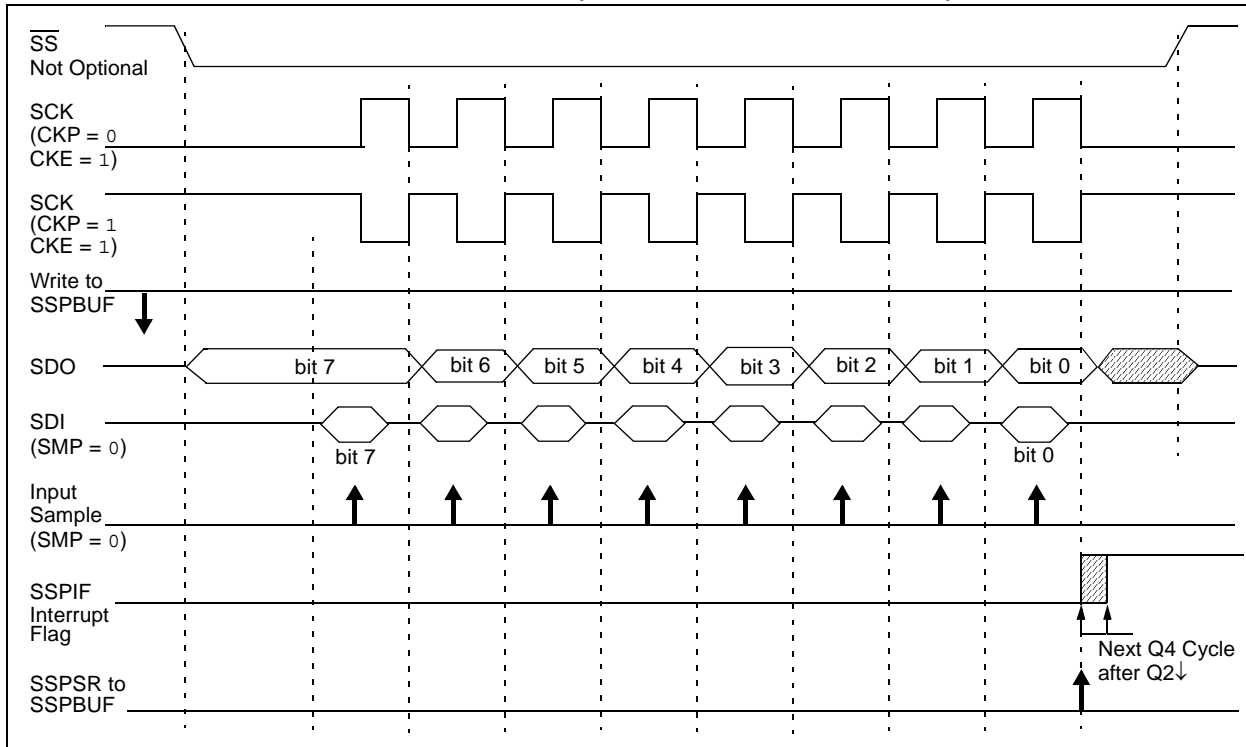 SS
Not Optional
SCK
(CKP = 0
CKE = 1)
SCK
(CKP = 1
CKE = 1)
Write to
SSPBUF
SDO
bit 7 bit 6 bit 5 bit 4 bit 3 bit 2 bit 1 bit 0
SDI
(SMP = 0)
bit 7 bit 0
Input
Sample
(SMP = 0)
SSPIF
Interrupt
Flag
Next Q4 Cycle
after Q2↓
SSPSR to
SSPBUF